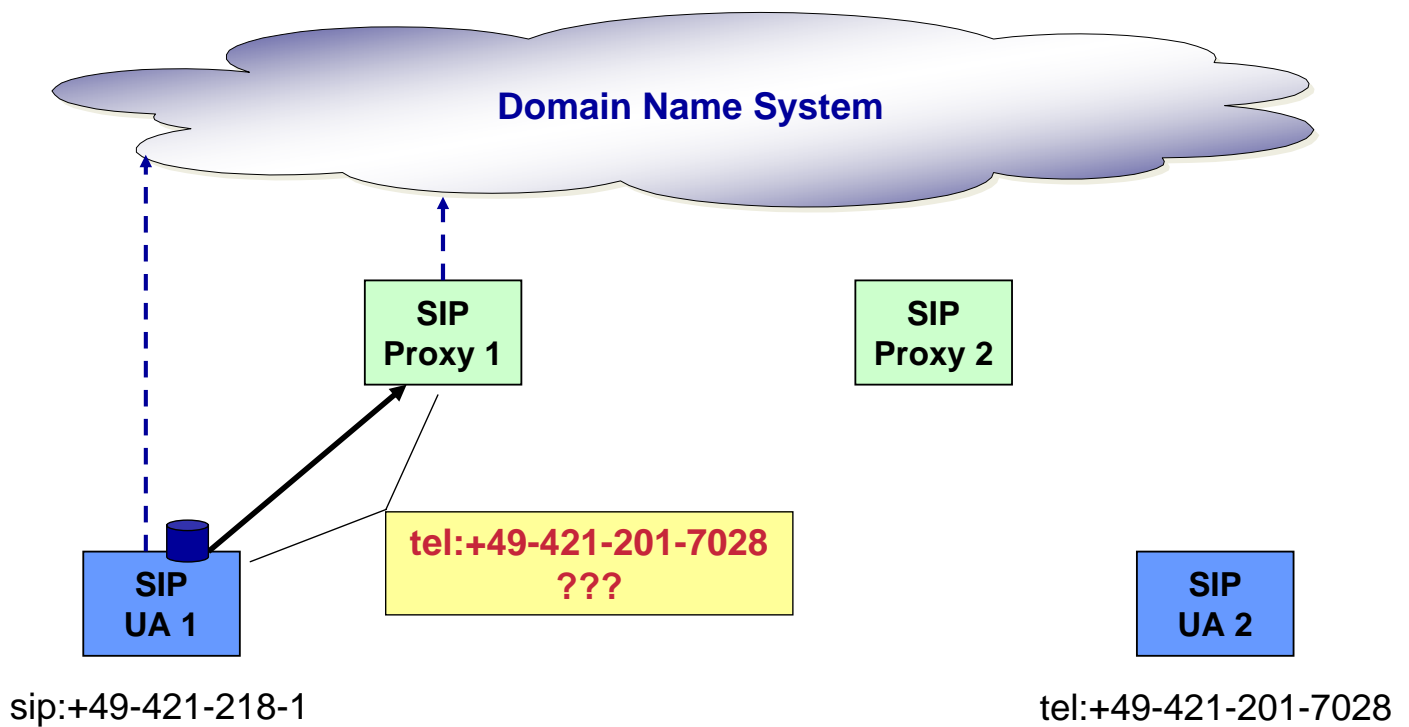 Domain Name System
SIP
Proxy 1
SIP
Proxy 2
tel:+49-421-201-7028
???
SIP
UA 1
SIP
UA 2
sip:+49-421-218-1
tel:+49-421-201-7028